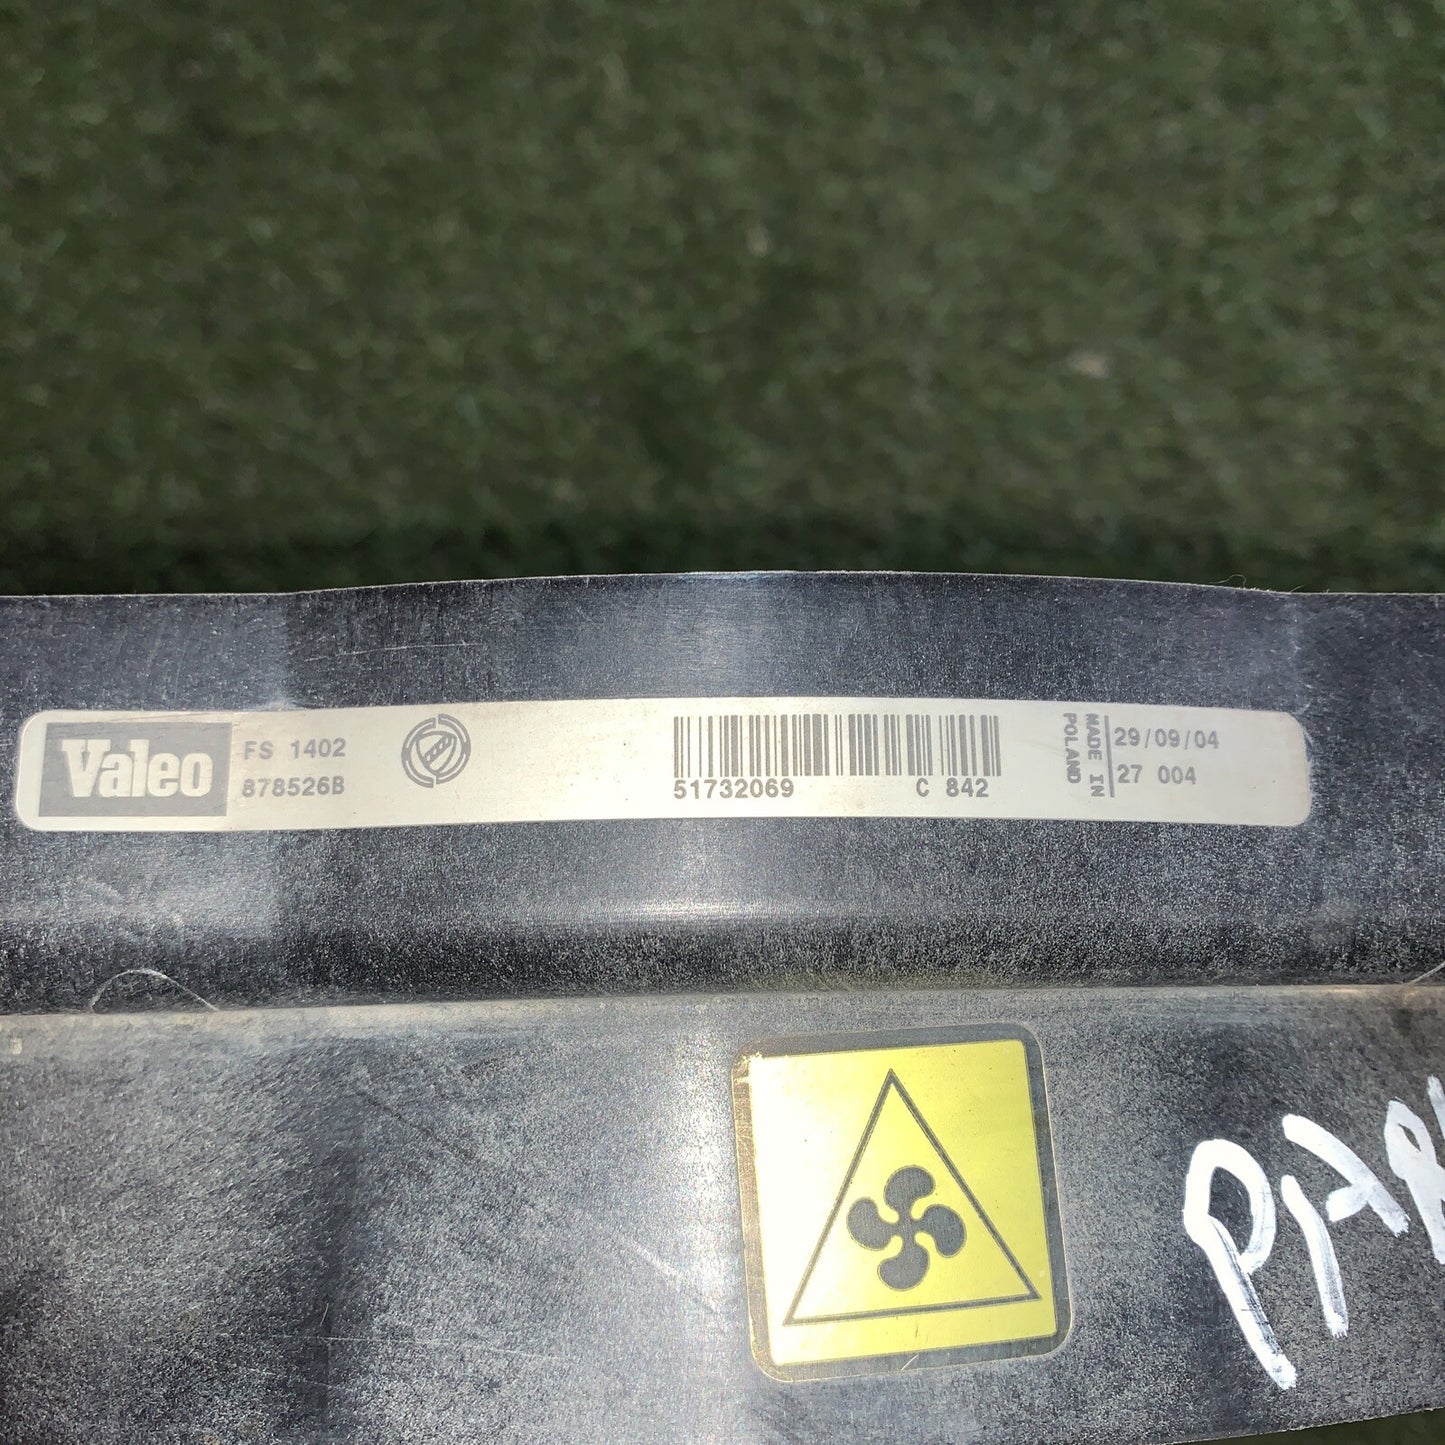 Valeo
FS 1402
878526B
51732069 C 842
MADE IN
POLAND
29/09/04
27 004